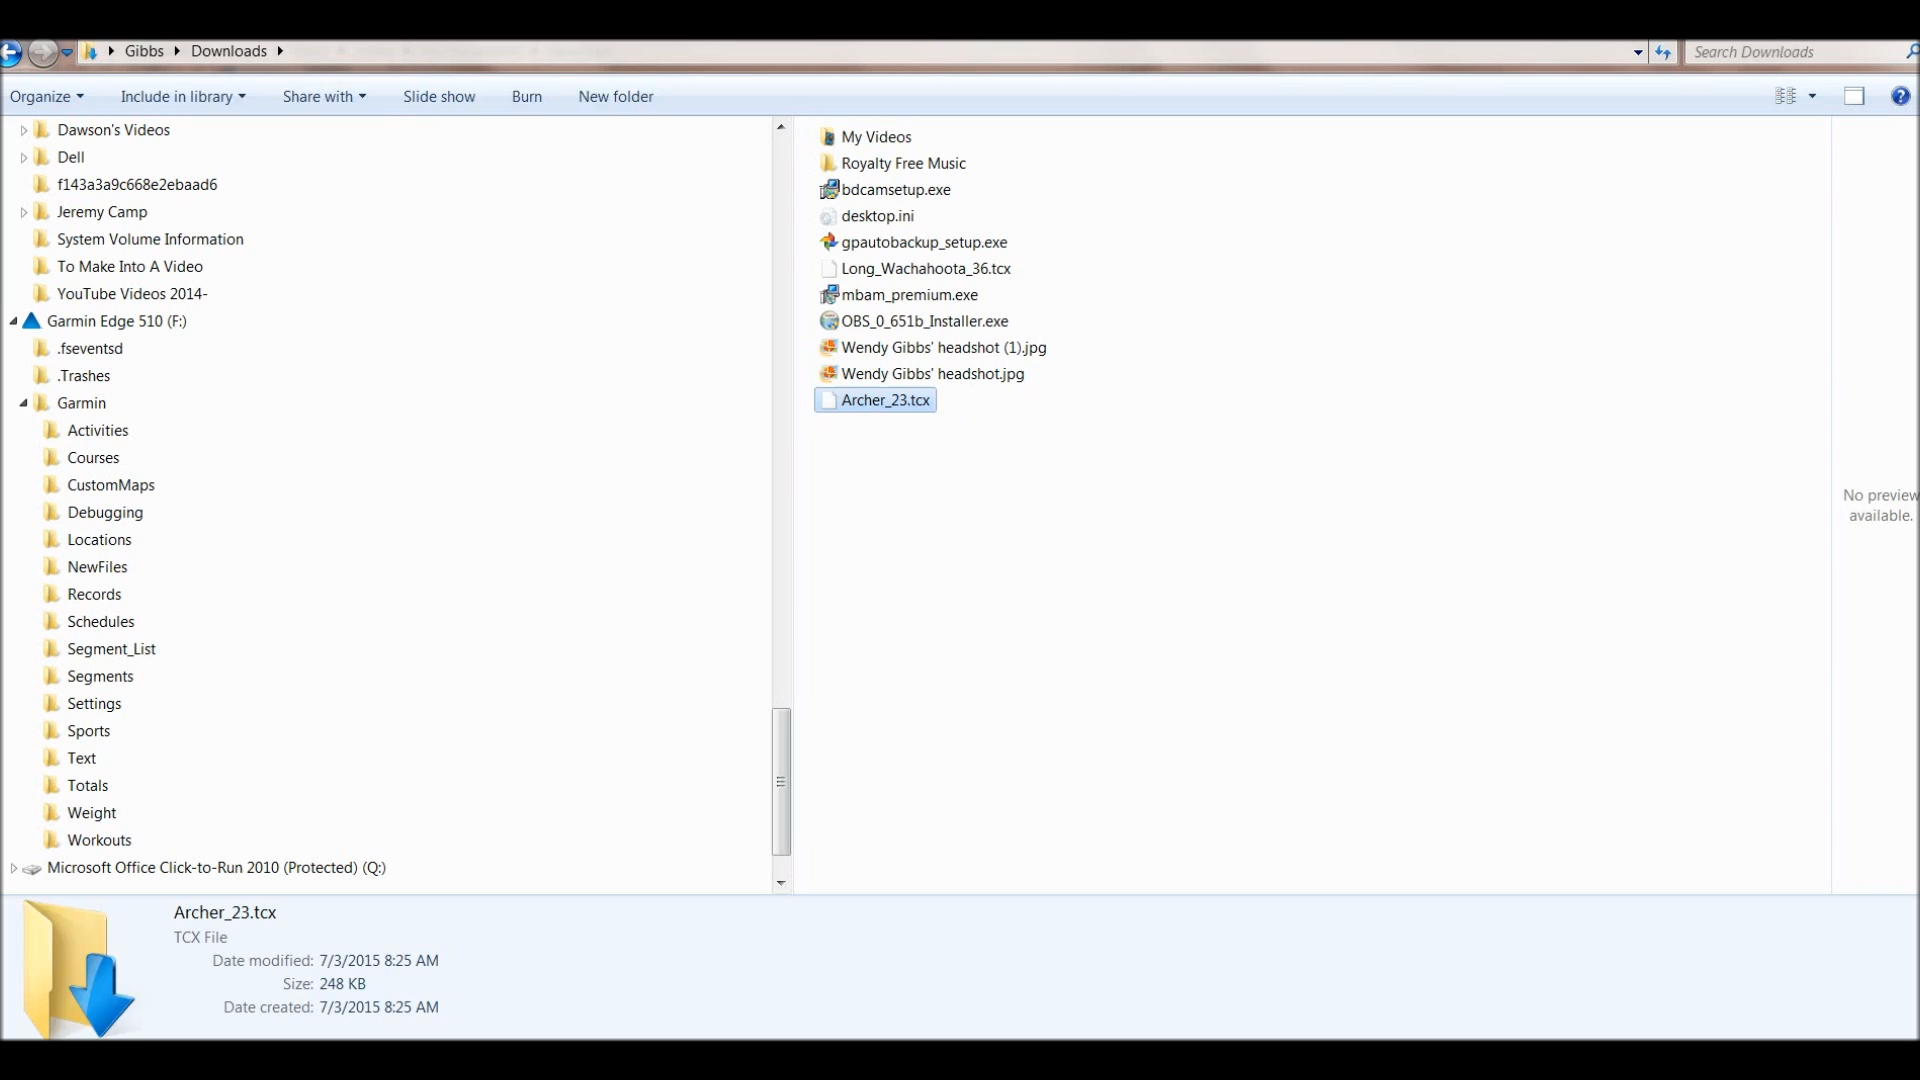 Gibbs Downloads
Search Downloads
Organize Include in library Share with Slide show Burn New folder
Dawson's Videos
Dell
f143a3a9c668e2ebaad6
Jeremy Camp
System Volume Information
To Make Into A Video
YouTube Videos 2014-
Garmin Edge 510 (F:)
.fseventsd
.Trashes
Garmin
Activities
Courses
CustomMaps
Debugging
Locations
NewFiles
Records
Schedules
Segment_List
Segments
Settings
Sports
Text
Totals
Weight
Workouts
Microsoft Office Click-to-Run 2010 (Protected) (Q:)
My Videos
Royalty Free Music
bdcamsetup.exe
desktop.ini
gpautobackup_setup.exe
Long_Wachahoota_36.tcx
mbam_premium.exe
OBS_0_651b_Installer.exe
Wendy Gibbs' headshot (1).jpg
Wendy Gibbs' headshot.jpg
Archer_23.tcx
No preview
available.
Archer_23.tcx
TCX File
Date modified: 7/3/2015 8:25 AM
Size: 248 KB
Date created: 7/3/2015 8:25 AM